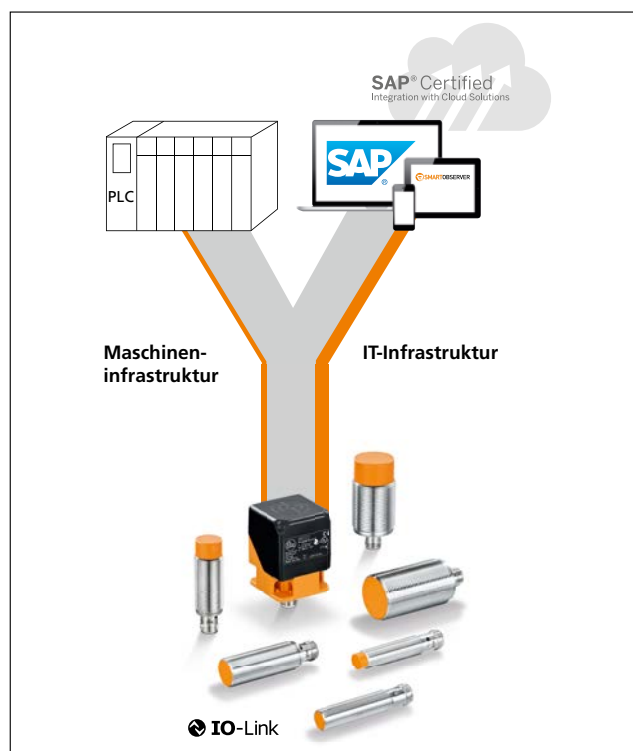 SAP® Certified
Integration with Cloud Solutions
PLC
SAP
®
SMARTOBSERVER
Maschinen-
infrastruktur
IT-Infrastruktur
IO-Link